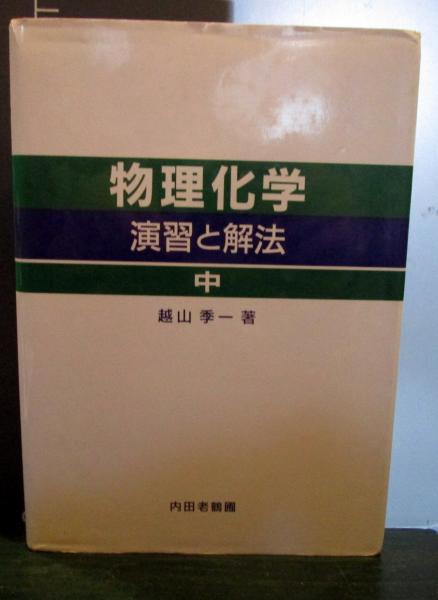 物理化学
演習と解法
中
越山 季一 著
内田老鶴圃